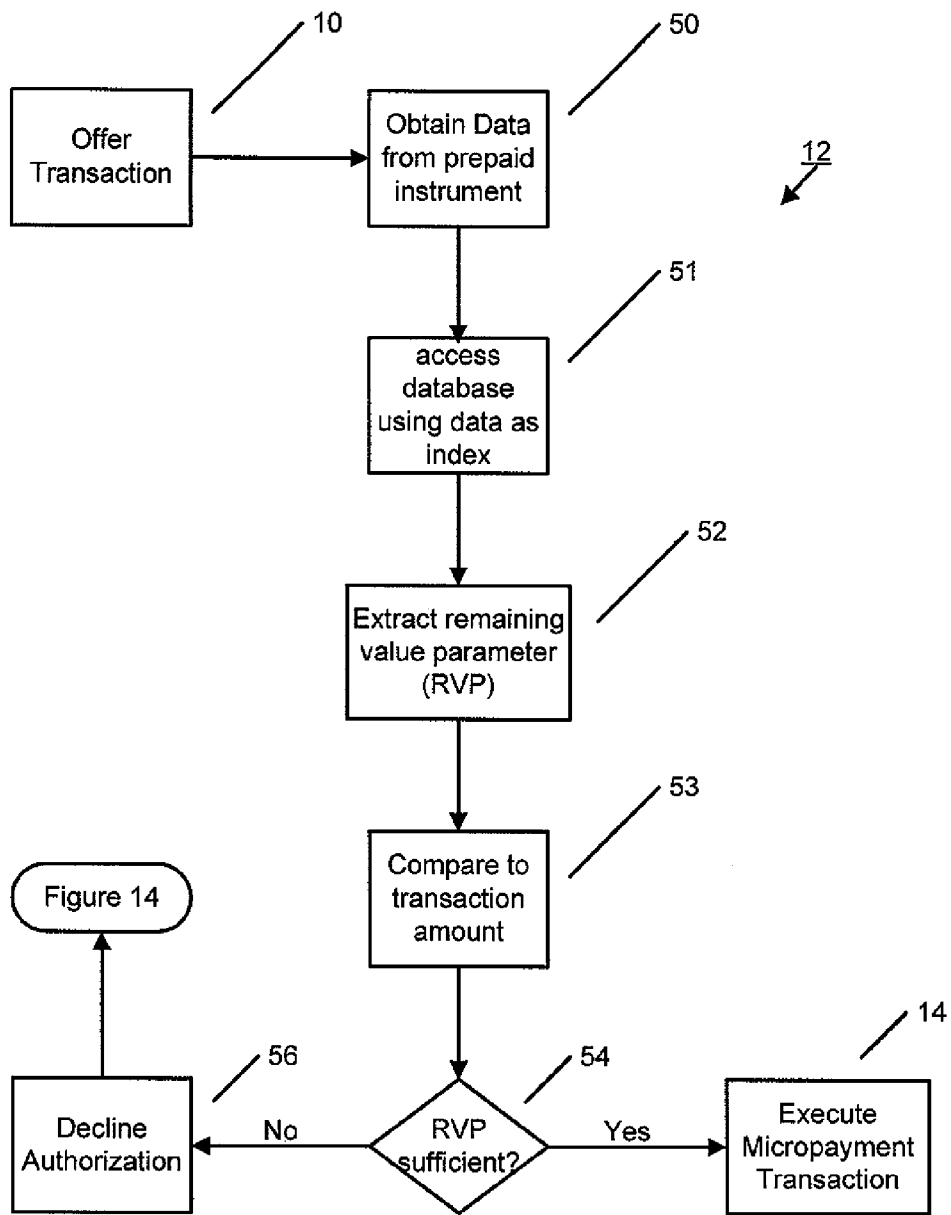 10
50
Offer
Transaction
Obtain Data
from prepaid
instrument
12
51
access
database
using data as
index
52
Extract remaining
value parameter
(RVP)
53
Compare to
transaction
amount
Figure 14
56
54
14
Decline
Authorization
No
RVP
sufficient?
Yes
Execute
Micropayment
Transaction